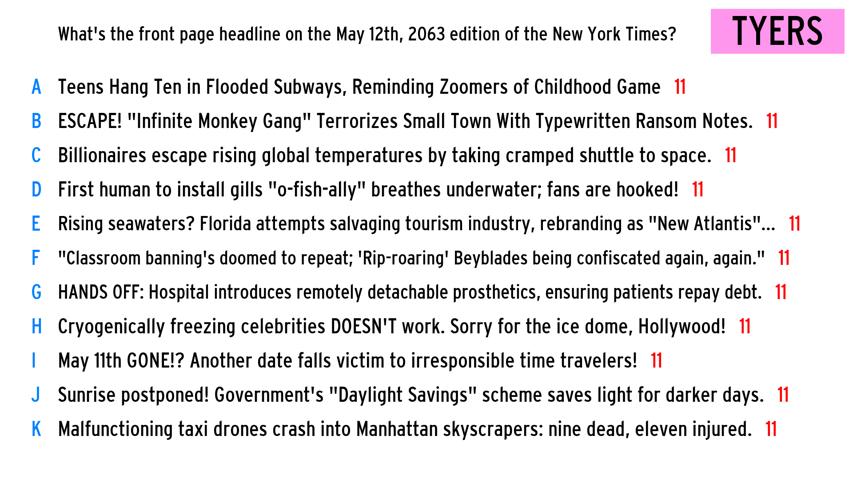 What's the front page headline on the May 12th, 2063 edition of the New York Times?
TYERS
A Teens Hang Ten in Flooded Subways, Reminding Zoomers of Childhood Game 11
B ESCAPE! "Infinite Monkey Gang" Terrorizes Small Town With Typewritten Ransom Notes. 11
C Billionaires escape rising global temperatures by taking cramped shuttle to space. 11
D First human to install gills "o-fish-ally" breathes underwater; fans are hooked! 11
E Rising seawaters? Florida attempts salvaging tourism industry, rebranding as "New Atlantis"... 11
F "Classroom banning's doomed to repeat; 'Rip-roaring' Beyblades being confiscated again, again." 11
G HANDS OFF: Hospital introduces remotely detachable prosthetics, ensuring patients repay debt. 11
H Cryogenically freezing celebrities DOESN'T work. Sorry for the ice dome, Hollywood! 11
I May 11th GONE!? Another date falls victim to irresponsible time travelers! 11
J Sunrise postponed! Government's "Daylight Savings" scheme saves light for darker days. 11
K Malfunctioning taxi drones crash into Manhattan skyscrapers: nine dead, eleven injured. 11